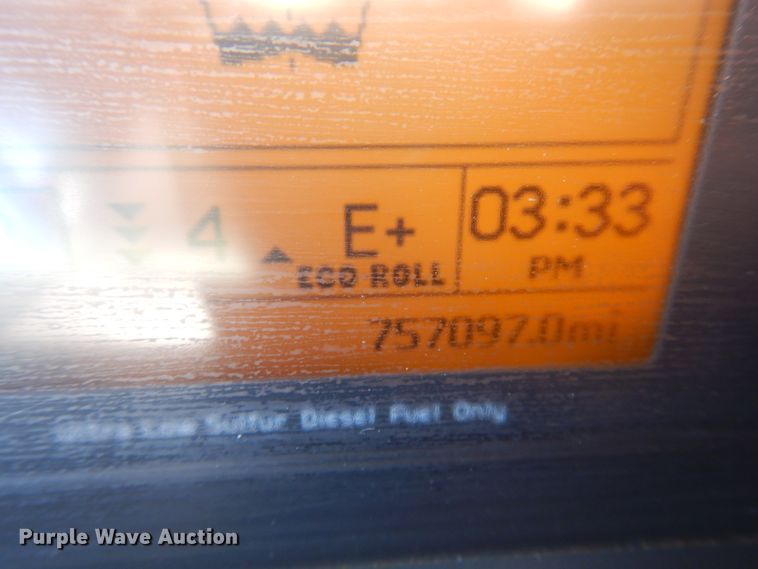 4 E+ 03:33
ECO ROLL PM
757097.0mi
Ultra Low Sulfur Diesel Fuel Only
Purple Wave Auction